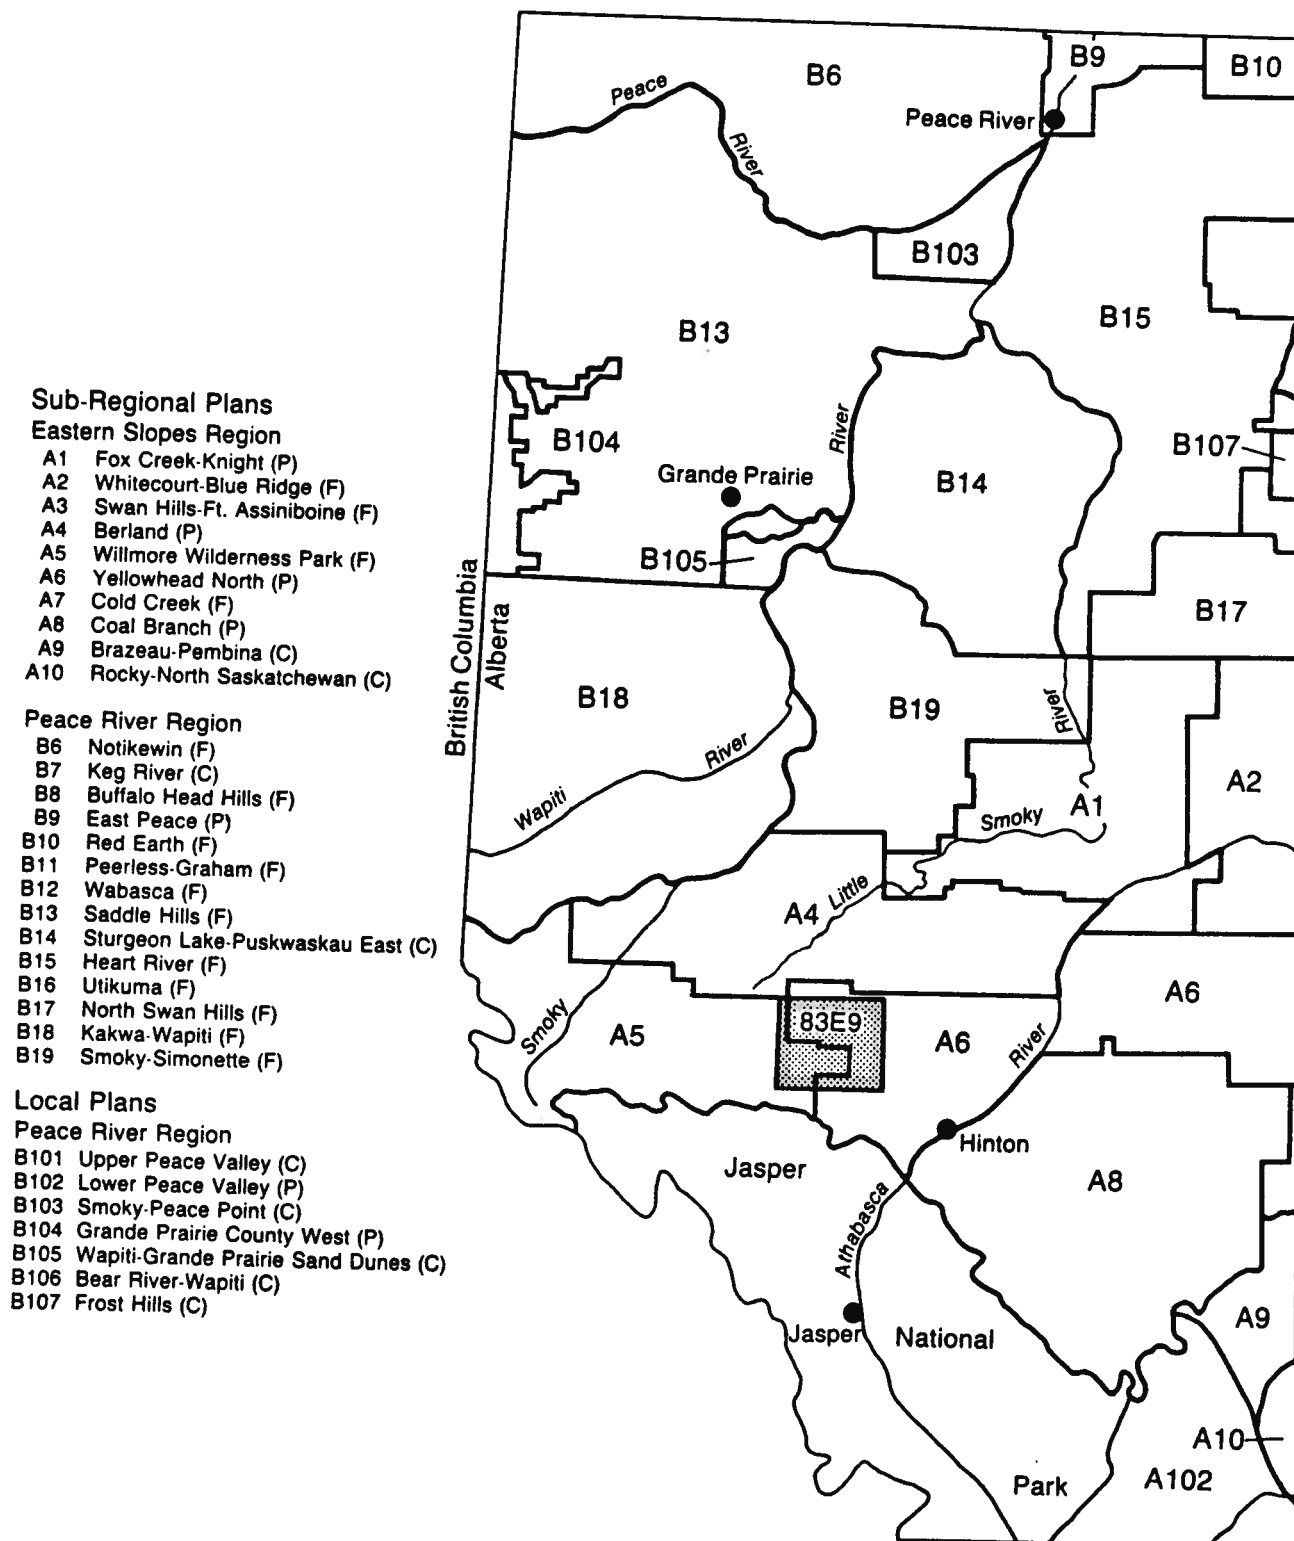 Sub-Regional Plans
Eastern Slopes Region
A1 Fox Creek-Knight (P)
A2 Whitecourt-Blue Ridge (F)
A3 Swan Hills-Ft. Assiniboine (F)
A4 Berland (P)
A5 Willmore Wilderness Park (F)
A6 Yellowhead North (P)
A7 Cold Creek (F)
A8 Coal Branch (P)
A9 Brazeau-Pembina (C)
A10 Rocky-North Saskatchewan (C)
Peace River Region
B6 Notikewin (F)
B7 Keg River (C)
B8 Buffalo Head Hills (F)
B9 East Peace (P)
B10 Red Earth (F)
B11 Peerless-Graham (F)
B12 Wabasca (F)
B13 Saddle Hills (F)
B14 Sturgeon Lake-Puskwaskau East (C)
B15 Heart River (F)
B16 Utikuma (F)
B17 North Swan Hills (F)
B18 Kakwa-Wapiti (F)
B19 Smoky-Simonette (F)
Local Plans
Peace River Region
B101 Upper Peace Valley (C)
B102 Lower Peace Valley (P)
B103 Smoky-Peace Point (C)
B104 Grande Prairie County West (P)
B105 Wapiti-Grande Prairie Sand Dunes (C)
B106 Bear River-Wapiti (C)
B107 Frost Hills (C)
B6
B9
B10
Peace
River
Peace River
B103
B13
B15
B104
River
B107
Grande Prairie
B14
B105
British Columbia
Alberta
B17
B18
B19
River
River
Wapiti
A1
A2
Smoky
Little
A4
A6
Smoky
A5
83E9
A6
River
Hinton
Jasper
A8
Athabasca
Jasper
National
A9
A10
A102
Park